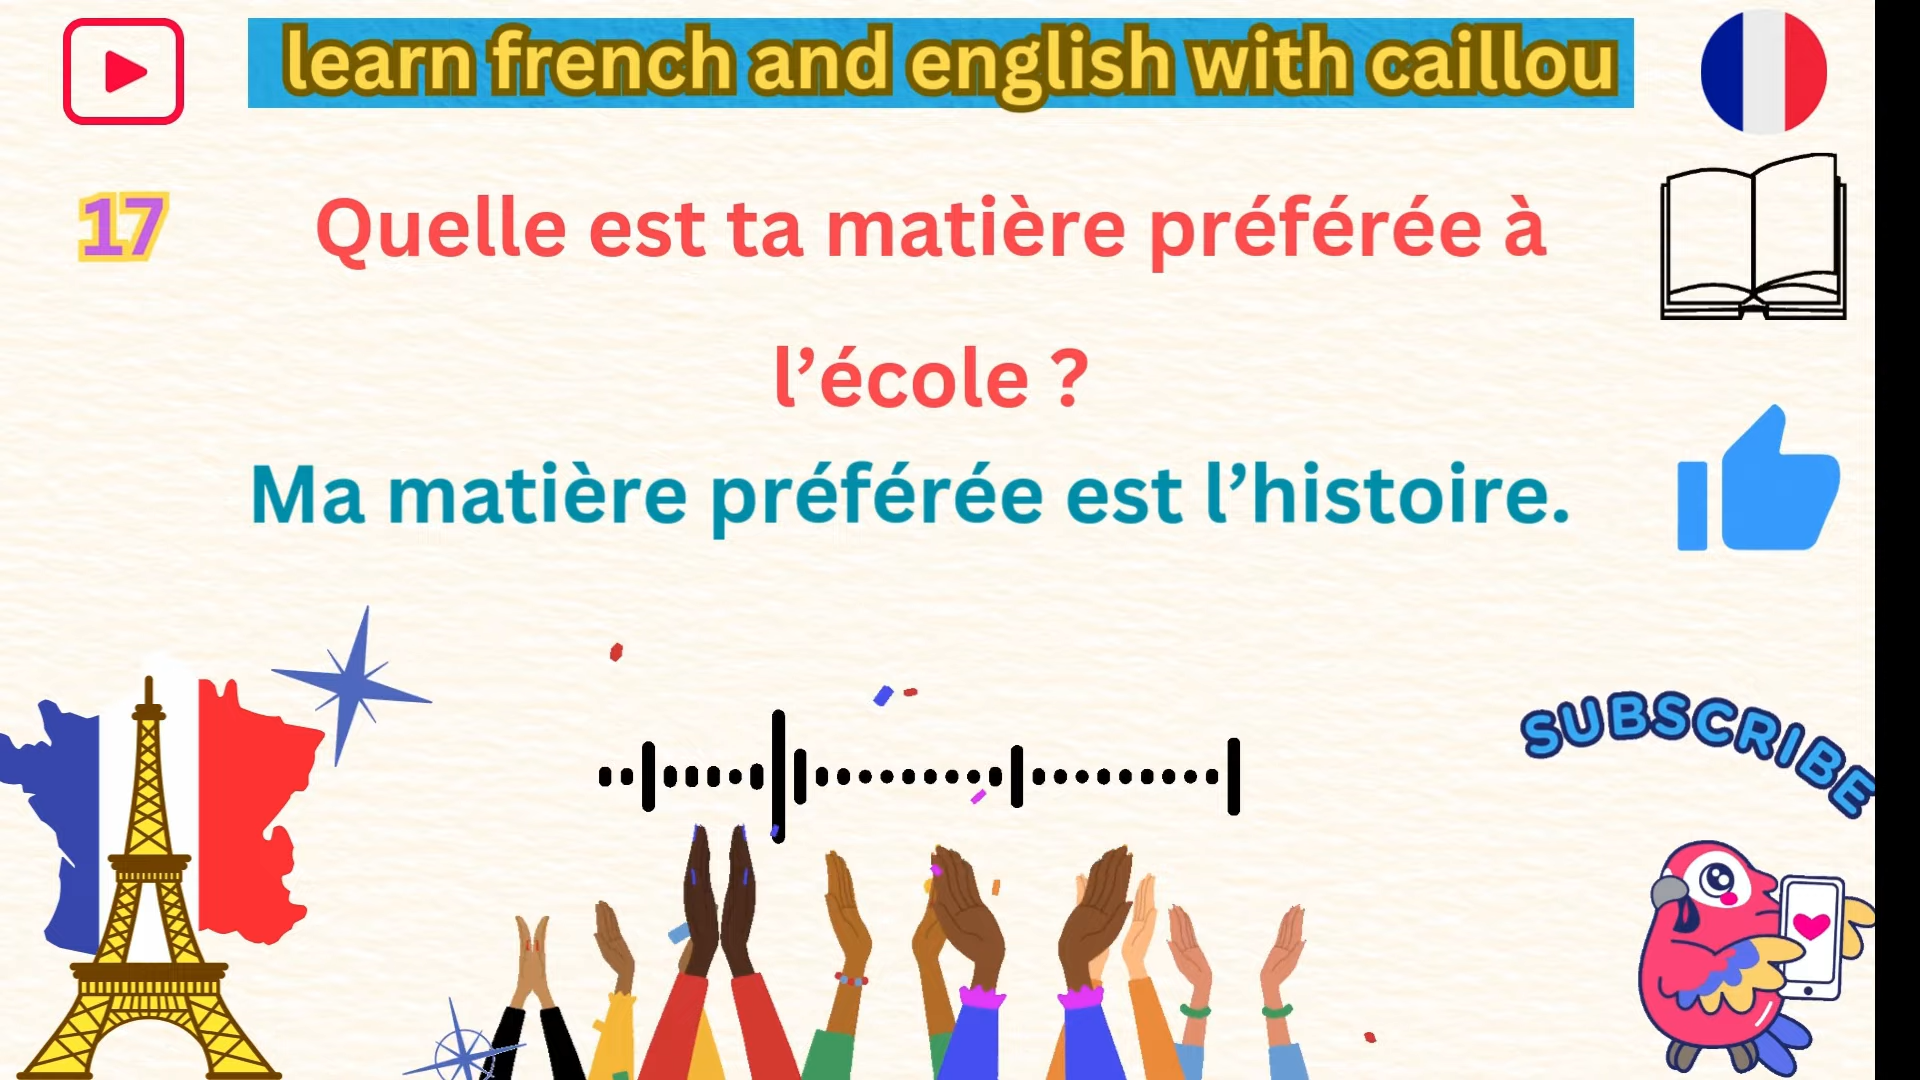 learn french and english with caillou
17
Quelle est ta matière préférée à
l’école ?
Ma matière préférée est l’histoire.
SUBSCRIBE